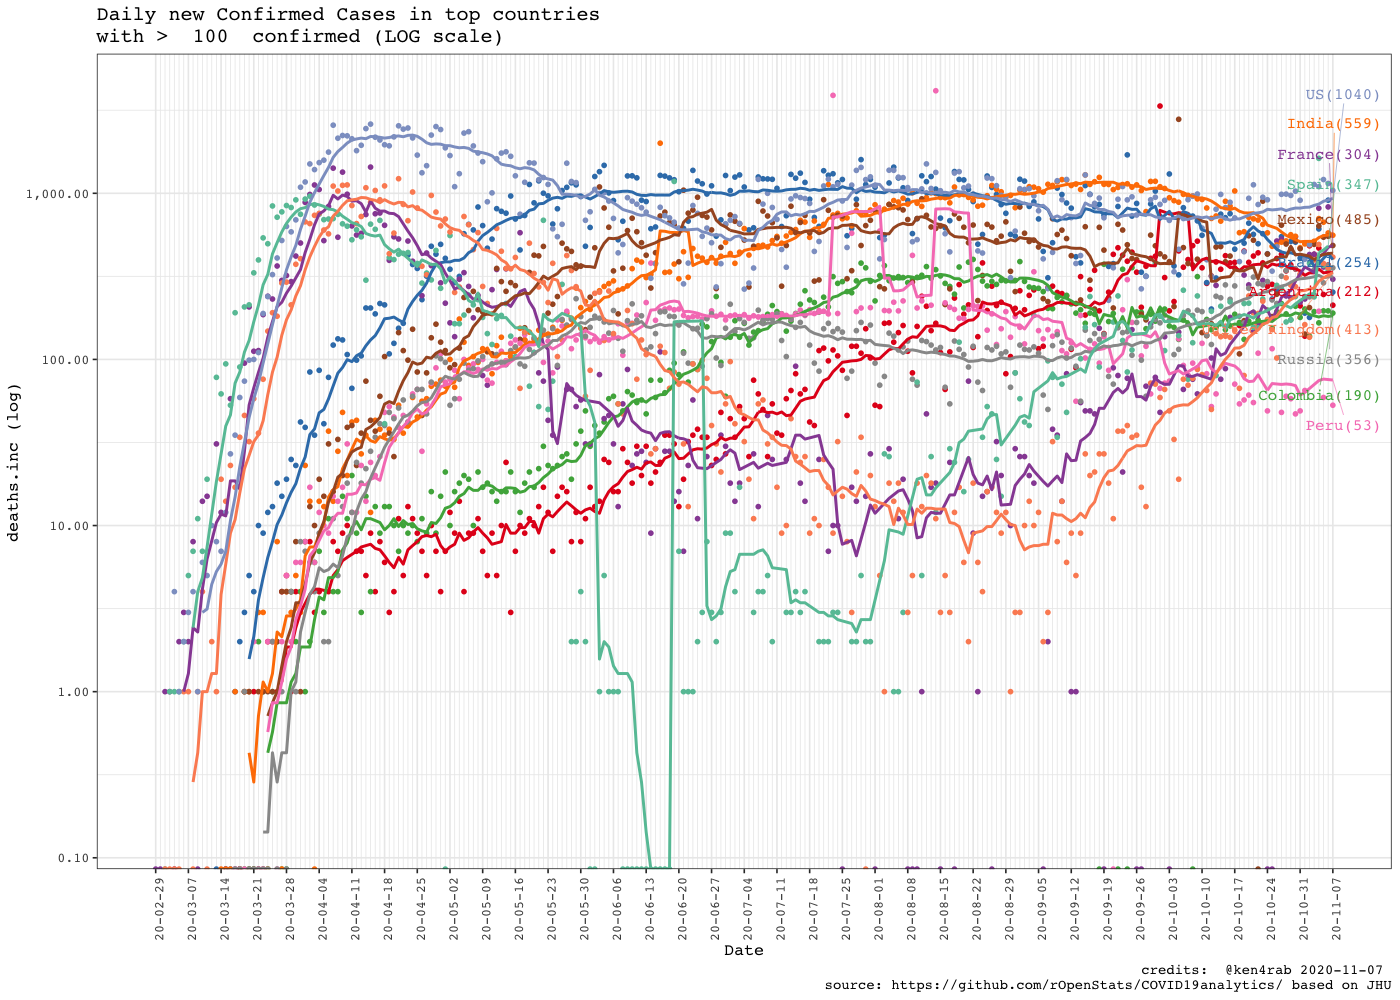 Daily new Confirmed Cases in top countries
with >  100  confirmed (LOG scale)
US(1040)
India(559)
France(304)
Spain(347)
Mexico(485)
Brazil(254)
Argentina(212)
Kingdom(413)
Russia(356)
Colombia(190)
Peru(53)
deaths.inc (log)
1,000.00
100.00
10.00
1.00
0.10
20-02-29
20-03-07
20-03-14
20-03-21
20-03-28
20-04-04
20-04-11
20-04-18
20-04-25
20-05-02
20-05-09
20-05-16
20-05-23
20-05-30
20-06-06
20-06-13
20-06-20
20-06-27
20-07-04
20-07-11
20-07-18
20-07-25
20-08-01
20-08-08
20-08-15
20-08-22
20-08-29
20-09-05
20-09-12
20-09-19
20-09-26
20-10-03
20-10-10
20-10-17
20-10-24
20-10-31
20-11-07
Date
credits:  @ken4rab 2020-11-07
source: https://github.com/rOpenStats/COVID19analytics/ based on JHU